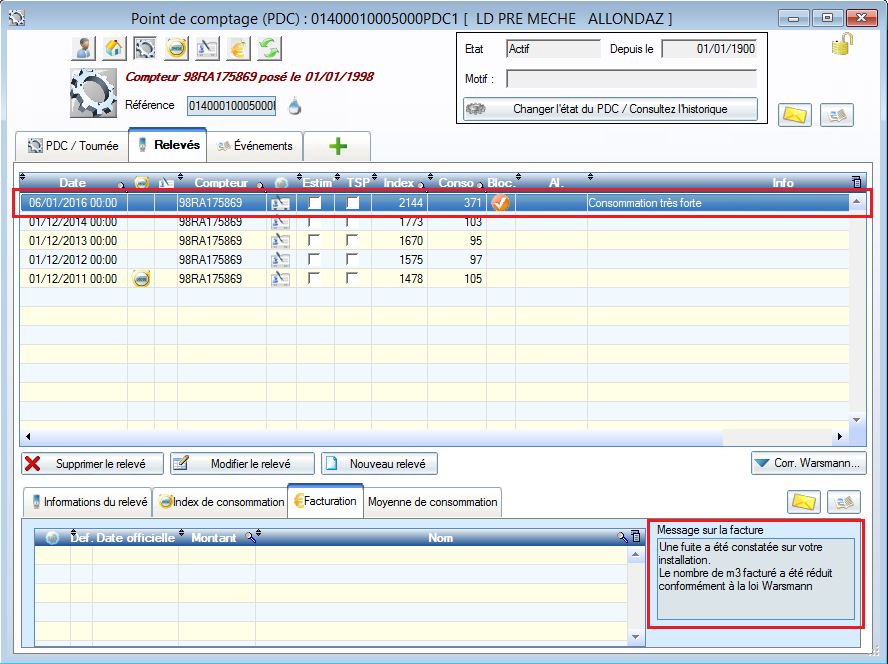 Point de comptage (PDC) : 01400010005000PDC1 [ LD PRE MECHE ALLONDAZ ]
Compteur 98RA175869 posé le 01/01/1998
Référence 01400010005000
Etat Actif Depuis le 01/01/1900
Motif :
Changer l'état du PDC / Consultez l'historique
PDC / Tournée Relevés Événements
Date Compteur Estim TSP Index Conso Bloc. Al. Info
06/01/2016 00:00 98RA175869 2144 371 Consommation très forte
01/12/2014 00:00 98RA175869 1773 103
01/12/2013 00:00 98RA175869 1670 95
01/12/2012 00:00 98RA175869 1575 97
01/12/2011 00:00 98RA175869 1478 105
Supprimer le relevé Modifier le relevé Nouveau relevé Corr. Warsmann...
Informations du relevé Index de consommation Facturation Moyenne de consommation
Def. Date officielle Montant Nom
Message sur la facture
Une fuite a été constatée sur votre
installation.
Le nombre de m3 facturé a été réduit
conformément à la loi Warsmann